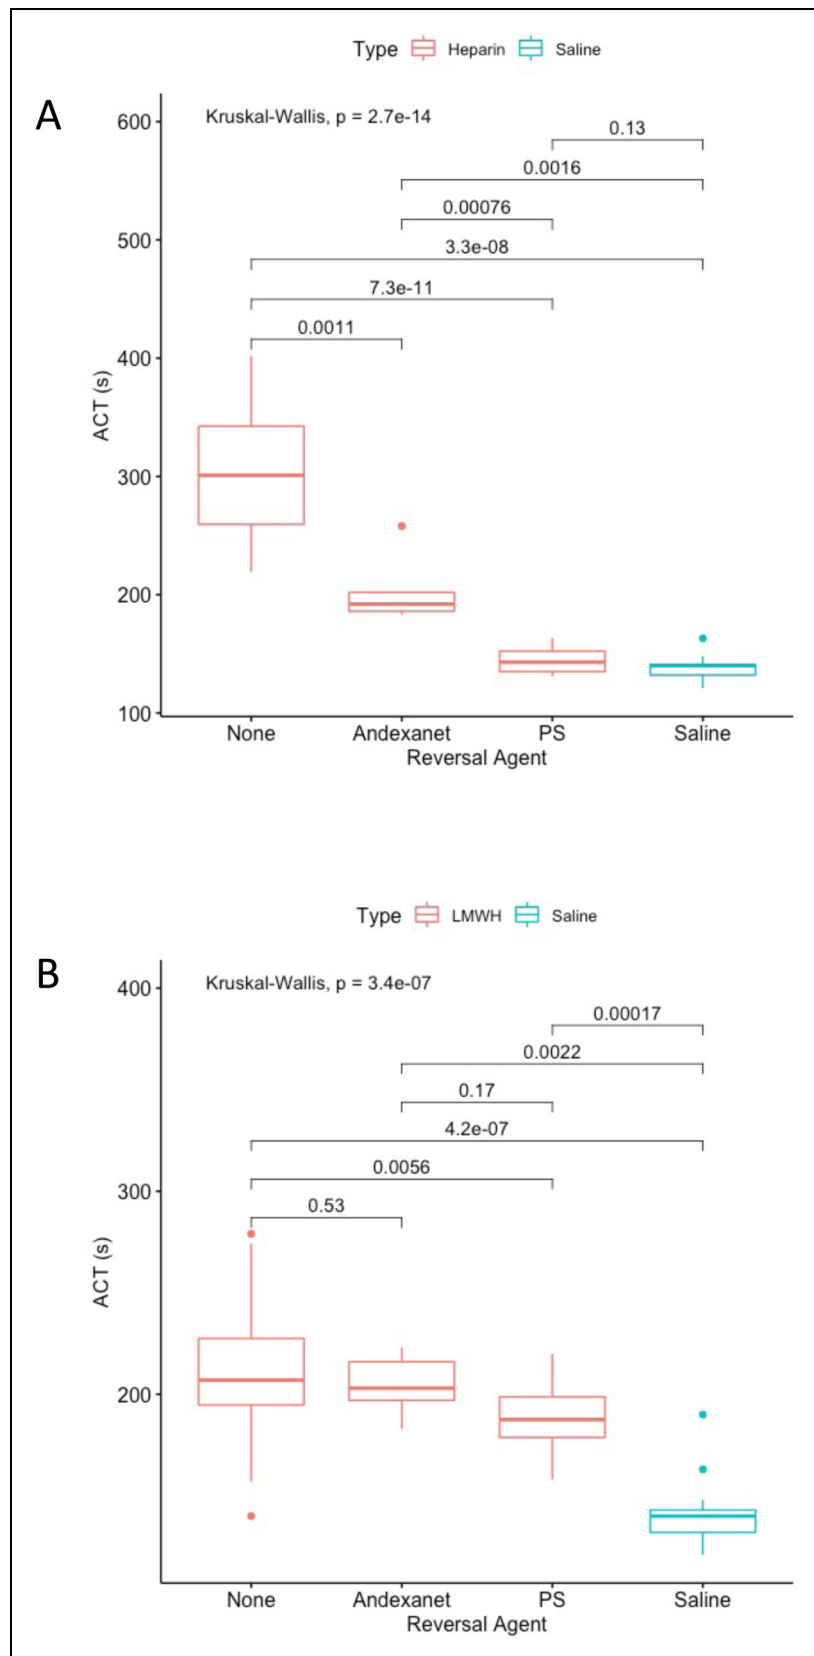 Type Heparin Saline
A
Kruskal-Wallis, p = 2.7e-14
0.13
0.0016
0.00076
3.3e-08
7.3e-11
0.0011
600
500
400
300
200
100
ACT (s)
None Andexanet PS Saline
Reversal Agent
Type LMWH Saline
B
Kruskal-Wallis, p = 3.4e-07
0.00017
0.0022
0.17
4.2e-07
0.0056
0.53
400
300
200
ACT (s)
None Andexanet PS Saline
Reversal Agent